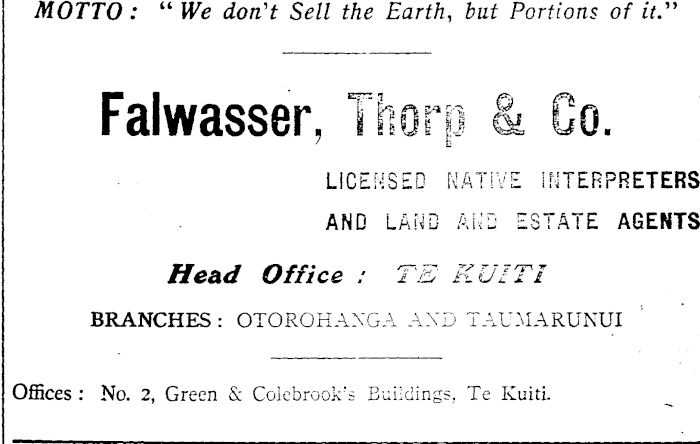 MOTTO: "We don't Sell the Earth, but Portions of it."
Falwasser, Thorp & Co.
LICENSED NATIVE INTERPRETERS
AND LAND AND ESTATE AGENTS
Head Office: TE KUITI
BRANCHES: OTOROHANGA AND TAUMARUNUI
Offices: No. 2, Green & Colebrook's Buildings, Te Kuiti.